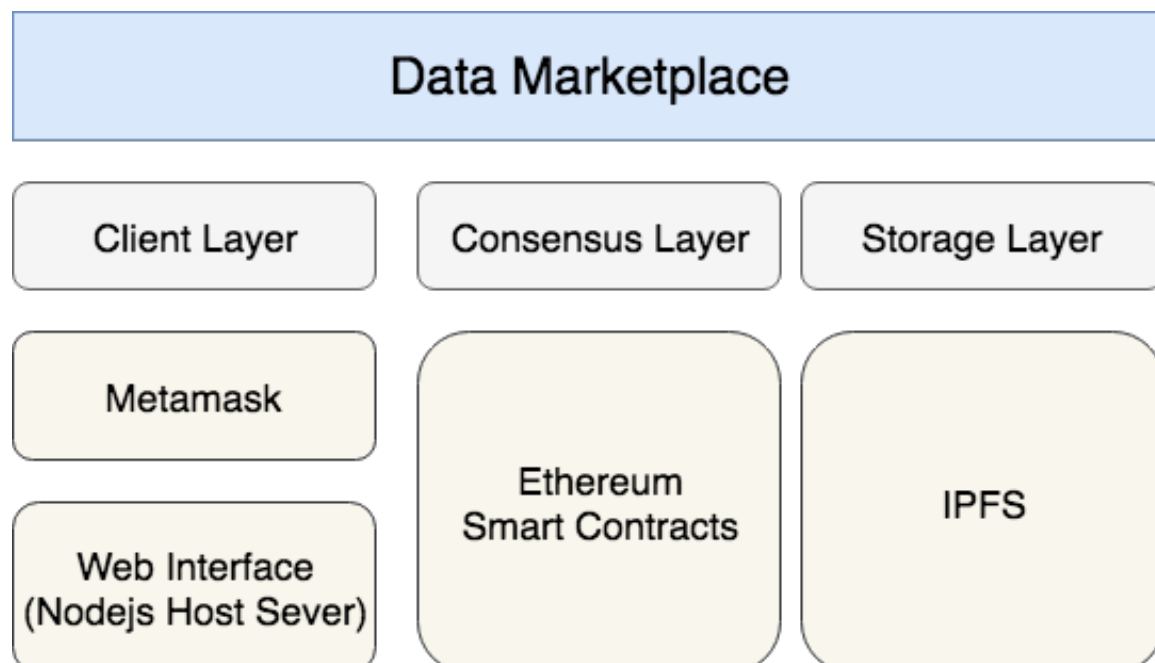 Data Marketplace
Client Layer
Consensus Layer
Storage Layer
Metamask
Ethereum
Smart Contracts
IPFS
Web Interface
(Nodejs Host Sever)